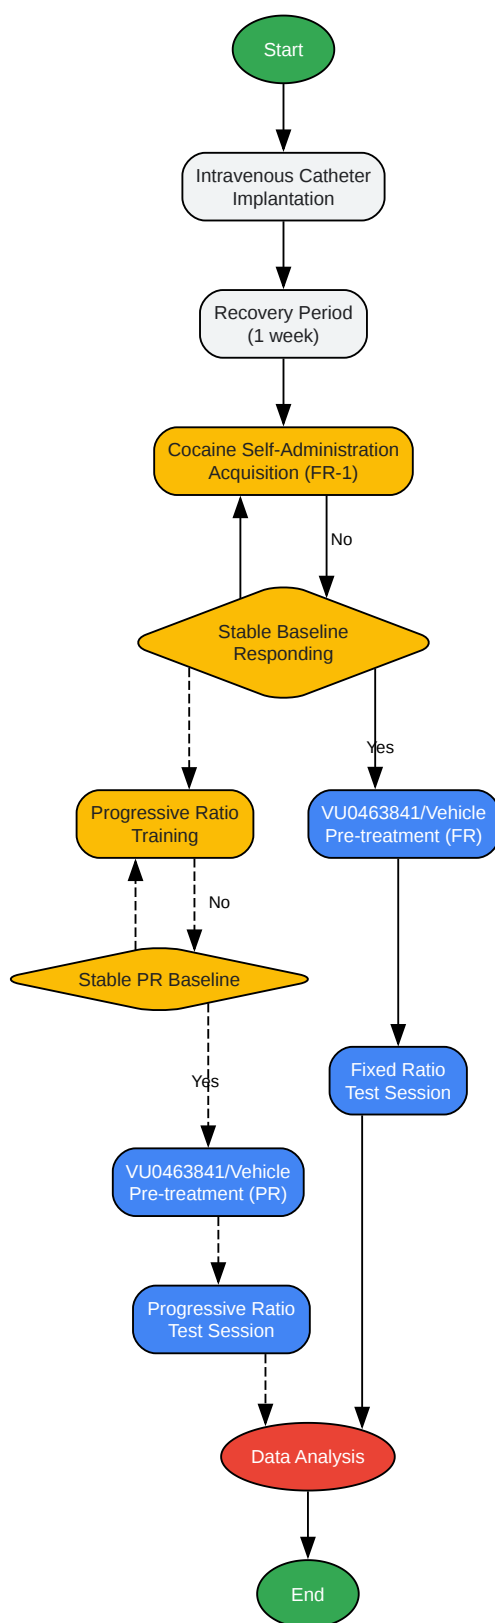 Start
Intravenous Catheter
Implantation
Recovery Period
(1 week)
Cocaine Self-Administration
Acquisition (FR-1)
No
Stable Baseline
Responding
Yes
Progressive Ratio
Training
VU0463841/Vehicle
Pre-treatment (FR)
No
Stable PR Baseline
Fixed Ratio
Test Session
Yes
VU0463841/Vehicle
Pre-treatment (PR)
Progressive Ratio
Test Session
Data Analysis
End